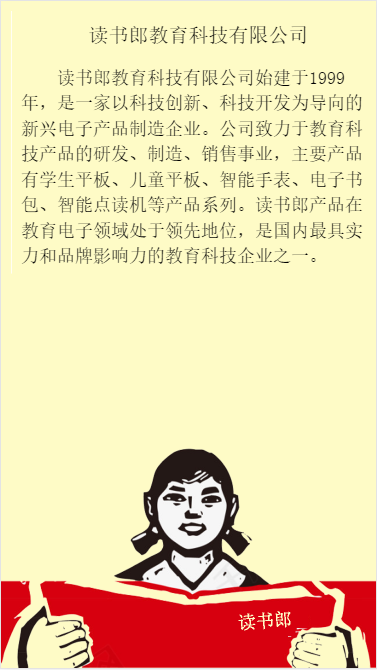 读书郎教育科技有限公司
读书郎教育科技有限公司始建于1999
年，是一家以科技创新、科技开发为导向的
新兴电子产品制造企业。公司致力于教育科
技产品的研发、制造、销售事业，主要产品
有学生平板、儿童平板、智能手表、电子书
包、智能点读机等产品系列。读书郎产品在
教育电子领域处于领先地位，是国内最具实
力和品牌影响力的教育科技企业之一。
读书郎